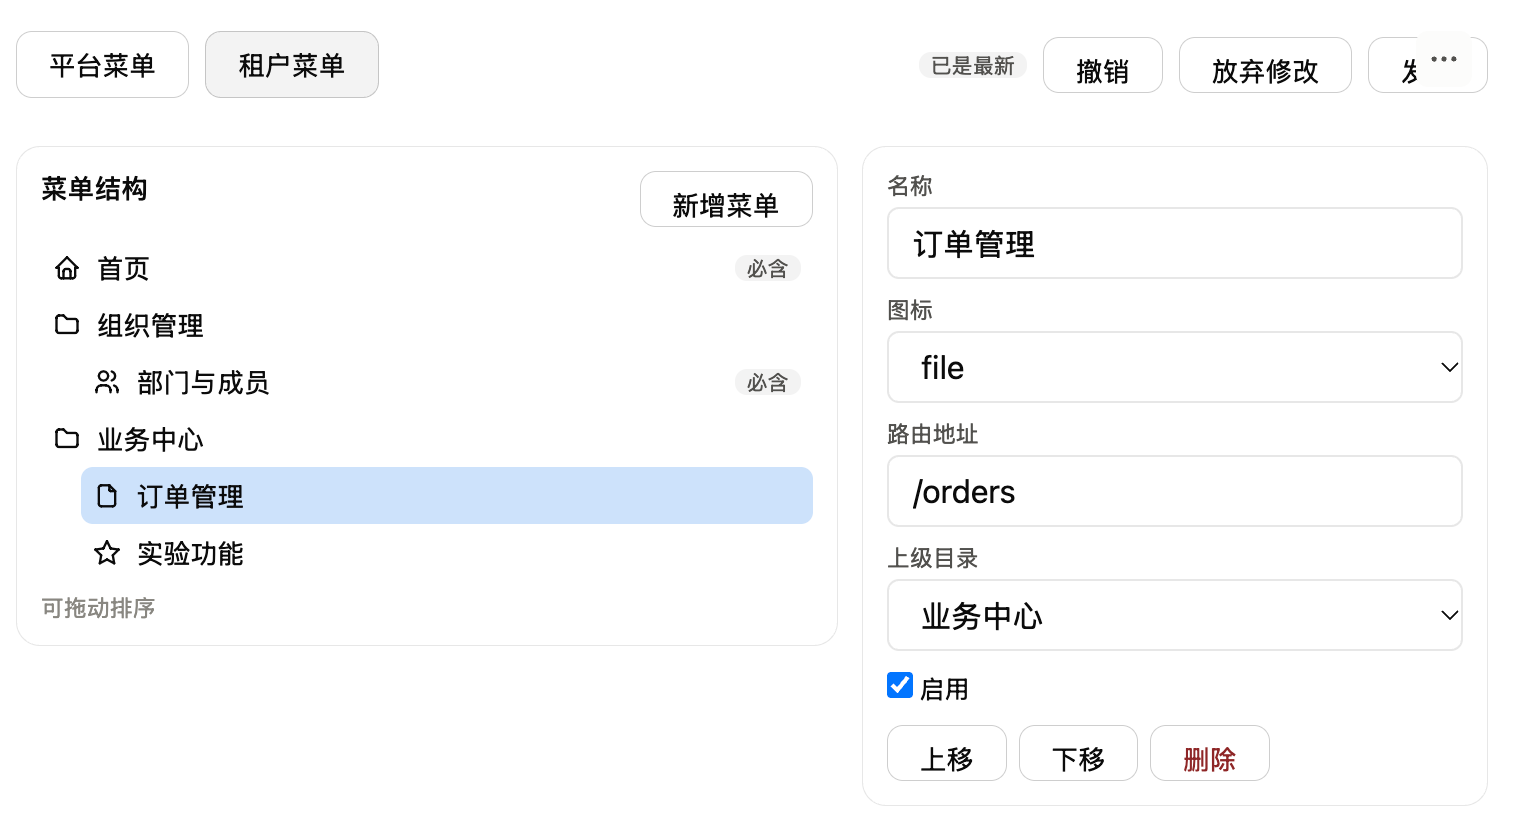 平台菜单
租户菜单
已是最新
撤销
放弃修改
菜单结构
新增菜单
首页
必含
组织管理
部门与成员
必含
业务中心
订单管理
实验功能
可拖动排序
名称
订单管理
图标
file
路由地址
/orders
上级目录
业务中心
启用
上移
下移
删除